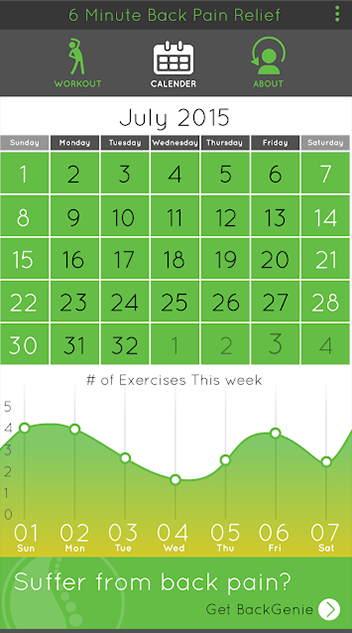 6 Minute Back Pain Relief
WORKOUT CALENDER ABOUT
July 2015
Sunday Monday Tuesday Wednesday Thursday Friday Saturday
1 2 3 4 5 6 7
8 9 10 11 12 13 14
15 16 17 18 19 20 21
22 23 24 25 26 27 28
30 31 32 1 2 3 4
# of Exercises This week
5
4
3
2
1
0
01 02 03 04 05 06 07
Sun Mon Tue Wed Thu Fri Sat
Suffer from back pain?
Get BackGenie